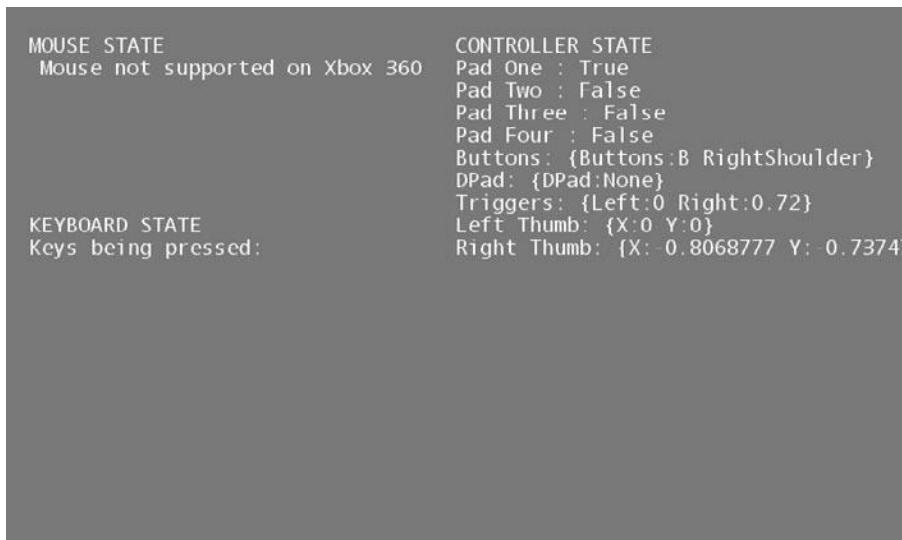 MOUSE STATE
Mouse not supported on Xbox 360
KEYBOARD STATE
Keys being pressed:
CONTROLLER STATE
Pad One : True
Pad Two : False
Pad Three : False
Pad Four : False
Buttons: {Buttons:B RightShoulder}
DPad: {DPad:None}
Triggers: {Left:0 Right:0.72}
Left Thumb: {X:0 Y:0}
Right Thumb: {X:-0.8068777 Y:-0.7374